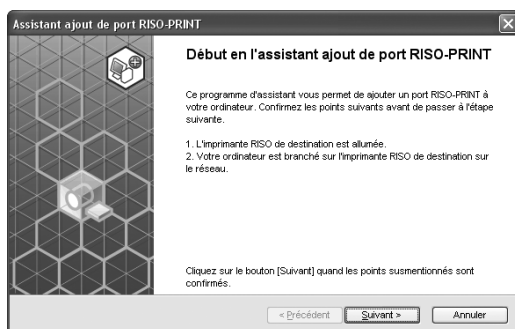 Assistant ajout de port RISO-PRINT
Début en l'assistant ajout de port RISO-PRINT
Ce programme d'assistant vous permet de ajouter un port RISO-PRINT à
votre ordinateur. Confirmez les points suivants avant de passer à l'étape
suivante.
1. L'imprimante RISO de destination est allumée.
2. Votre ordinateur est branché sur l'imprimante RISO de destination sur
le réseau.
Cliquez sur le bouton [Suivant] quand les points susmentionnés sont
confirmés.
< Précédent Suivant > Annuler